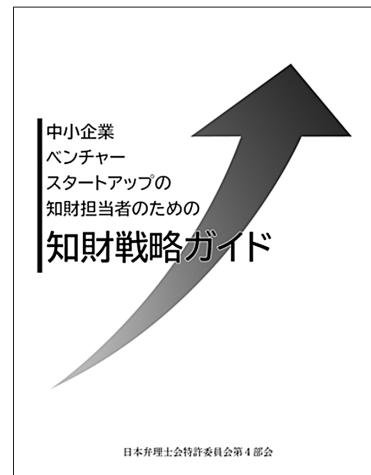 中小企業
ベンチャー
スタートアップの
知財担当者のための
知財戦略ガイド
日本弁理士会特許委員会第4部会